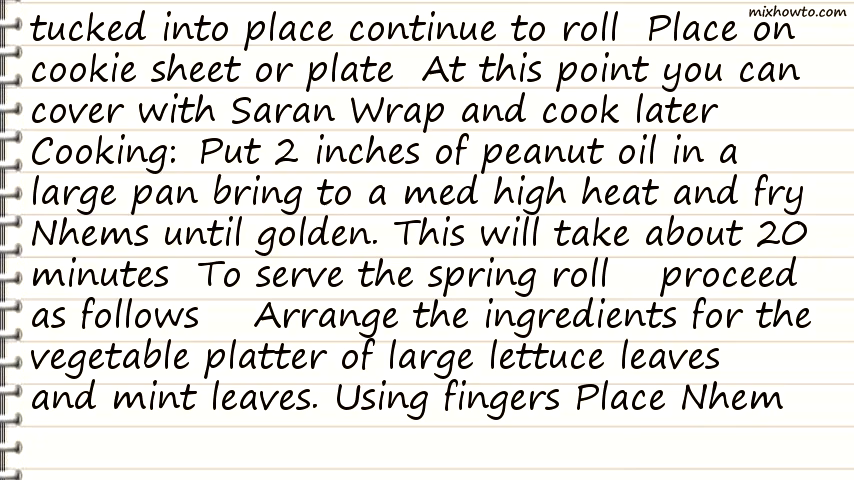 mixhowto.com
tucked into place continue to roll  Place on
cookie sheet or plate  At this point you can
cover with Saran Wrap and cook later
Cooking:  Put 2 inches of peanut oil in a
large pan bring to a med high heat and fry
Nhems until golden. This will take about 20
minutes  To serve the spring roll    proceed
as follows    Arrange the ingredients for the
vegetable platter of large lettuce leaves
and mint leaves. Using fingers Place Nhem